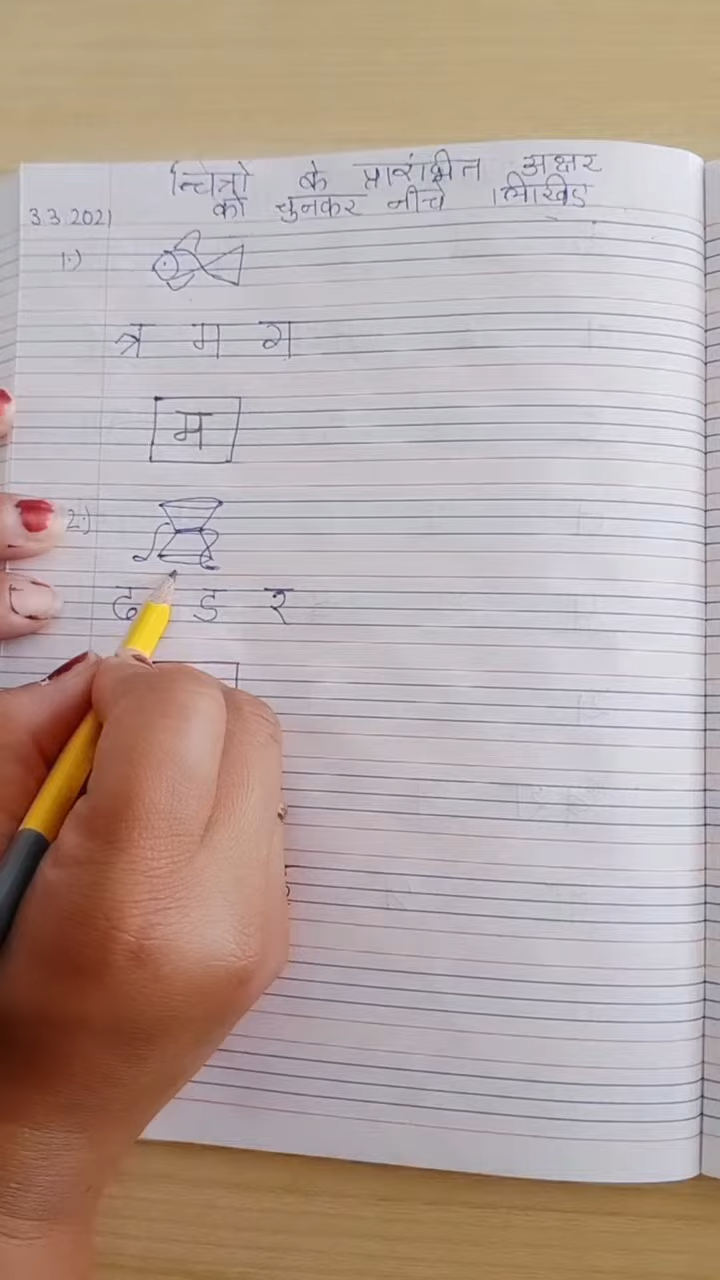 चित्रो के प्रारंभीत अक्षर
3.3.2021 को चुनकर नीचे लिखिए
1.)
त्र म ग
म
2.)
ढ ड र